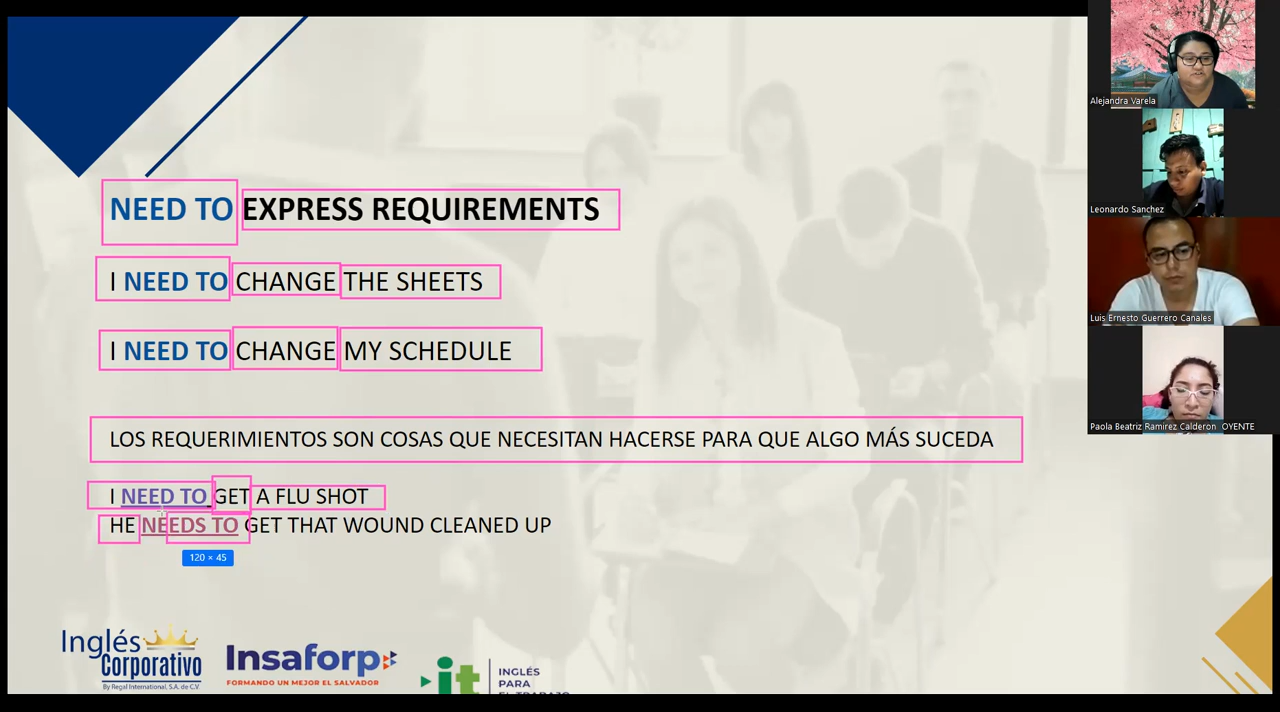 NEED TO EXPRESS REQUIREMENTS
I NEED TO CHANGE THE SHEETS
I NEED TO CHANGE MY SCHEDULE
LOS REQUERIMIENTOS SON COSAS QUE NECESITAN HACERSE PARA QUE ALGO MÁS SUCEDA
I NEED TO GET A FLU SHOT
HE NEEDS TO GET THAT WOUND CLEANED UP
120 × 45
Inglés
Corporativo
By Regal International, S.A. de C.V.
Insaforp
FORMANDO UN MEJOR EL SALVADOR
it
INGLÉS
PARA
EL TRABAJO
Alejandra Varela
Leonardo Sanchez
Luis Ernesto Guerrero Canales
Paola Beatriz Ramirez Calderon OYENTE